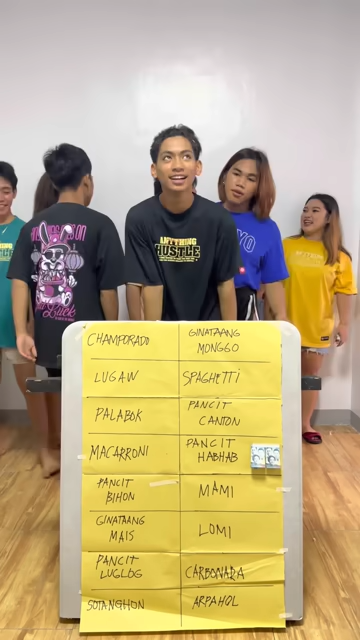 ANYTHING
HUSTLE
CHAMPORADO
GINATAANG
MONGGO
LUGAW
SPAGHETTI
PALABOK
PANCIT
CANTON
MACARRONI
PANCIT
HABHAB
PANCIT
BIHON
MAMI
GINATAANG
MAIS
LOMI
PANCIT
LUGLOG
CARBONARA
SOTANGHON
ARPAHOL